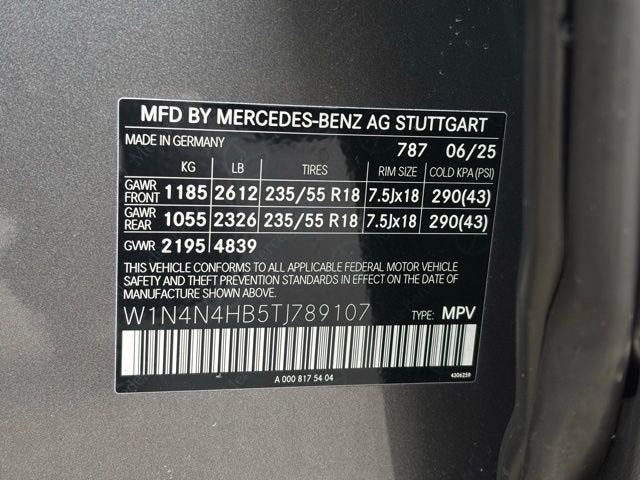 MFD BY MERCEDES-BENZ AG STUTTGART
MADE IN GERMANY 787 06/25
KG LB TIRES RIM SIZE COLD KPA (PSI)
GAWR FRONT 1185 2612 235/55 R18 7.5Jx18 290(43)
GAWR REAR 1055 2326 235/55 R18 7.5Jx18 290(43)
GVWR 2195 4839
THIS VEHICLE CONFORMS TO ALL APPLICABLE FEDERAL MOTOR VEHICLE
SAFETY AND THEFT PREVENTION STANDARDS IN EFFECT ON THE DATE
OF MANUFACTURE SHOWN ABOVE.
W1N4N4HB5TJ789107 TYPE: MPV
A 000 817 54 04 4206259